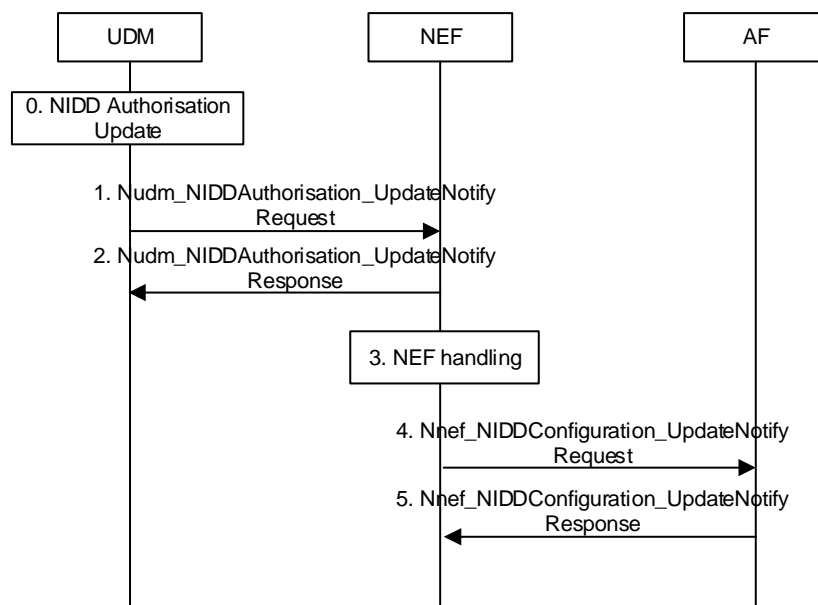 UDM
NEF
AF
0. NIDD Authorisation
Update
1. Nudm_NIDDAuthorisation_UpdateNotify
Request
2. Nudm_NIDDAuthorisation_UpdateNotify
Response
3. NEF handling
4. Nnef_NIDDConfiguration_UpdateNotify
Request
5. Nnef_NIDDConfiguration_UpdateNotify
Response